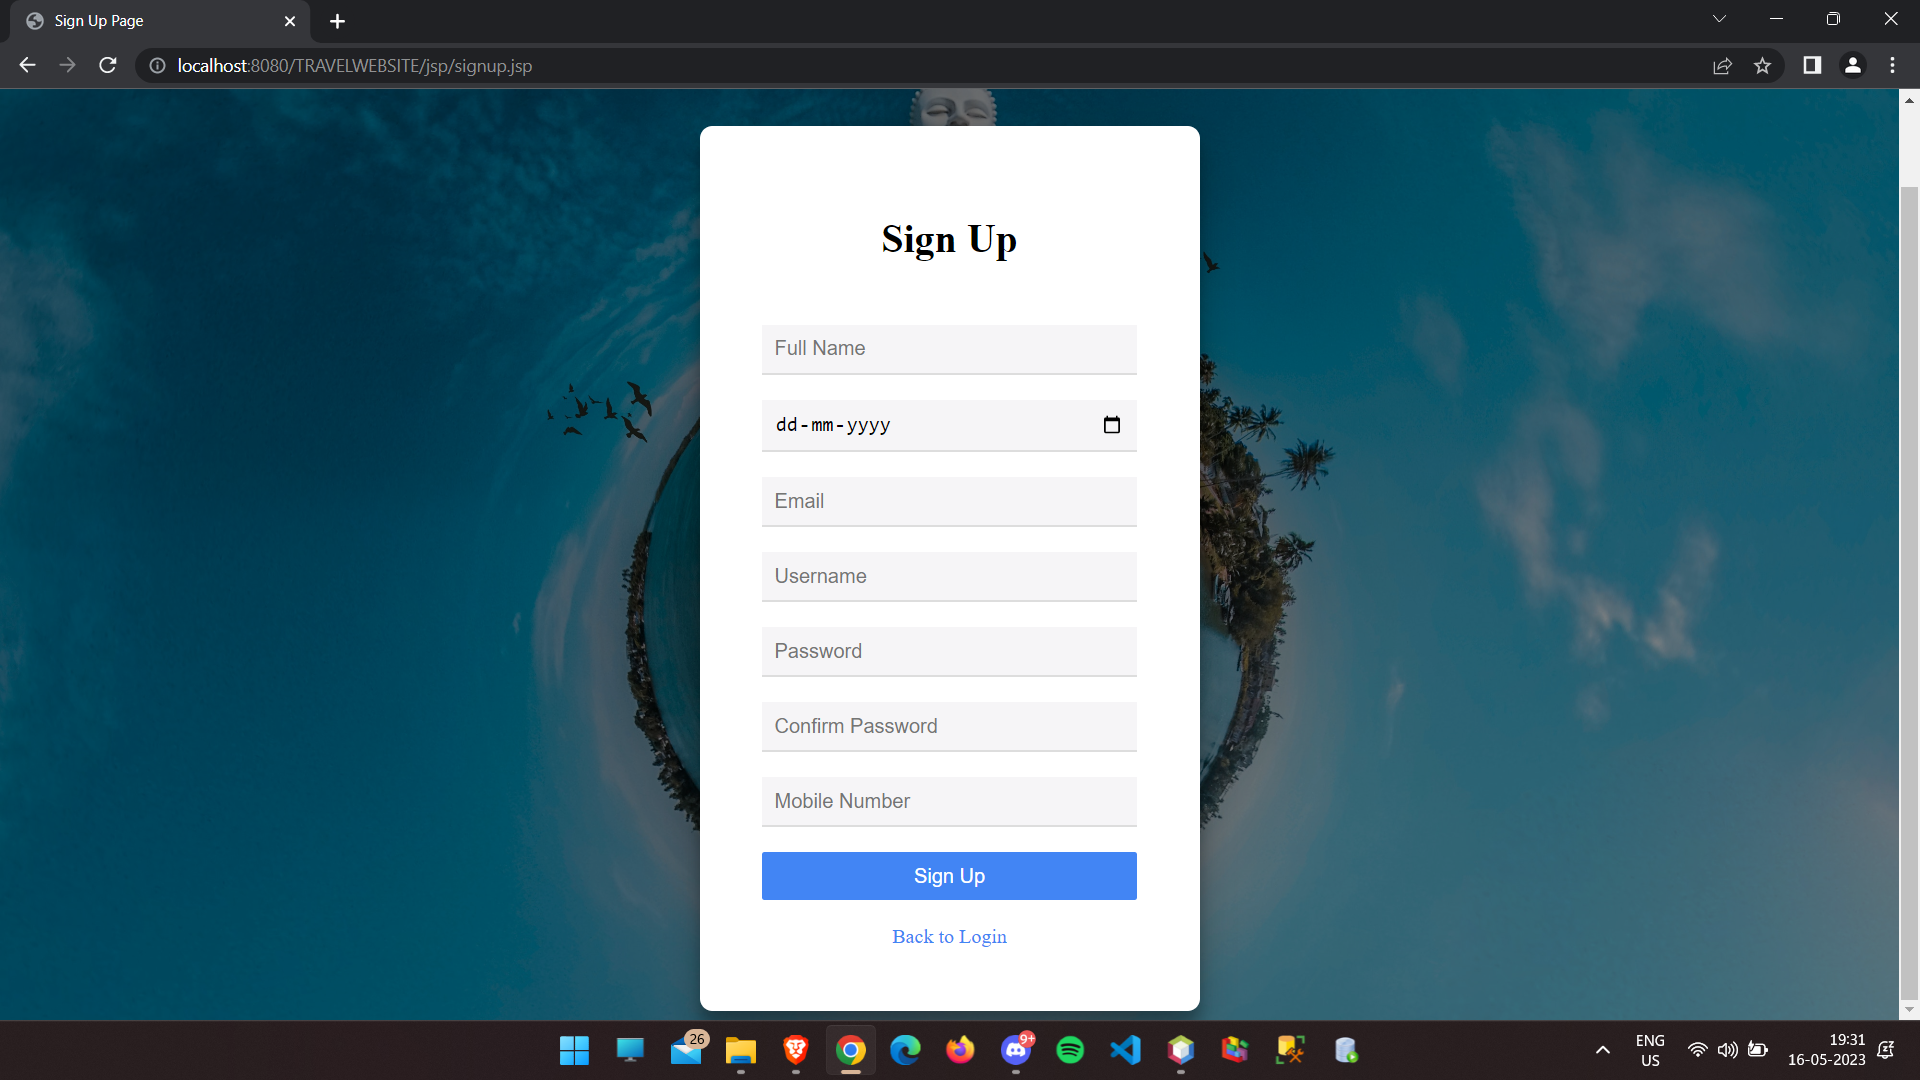 Sign Up Page
localhost:8080/TRAVELWEBSITE/jsp/signup.jsp
Sign Up
Full Name
dd-mm-yyyy
Email
Username
Password
Confirm Password
Mobile Number
Sign Up
Back to Login
26
9+
ENG
US
19:31
16-05-2023